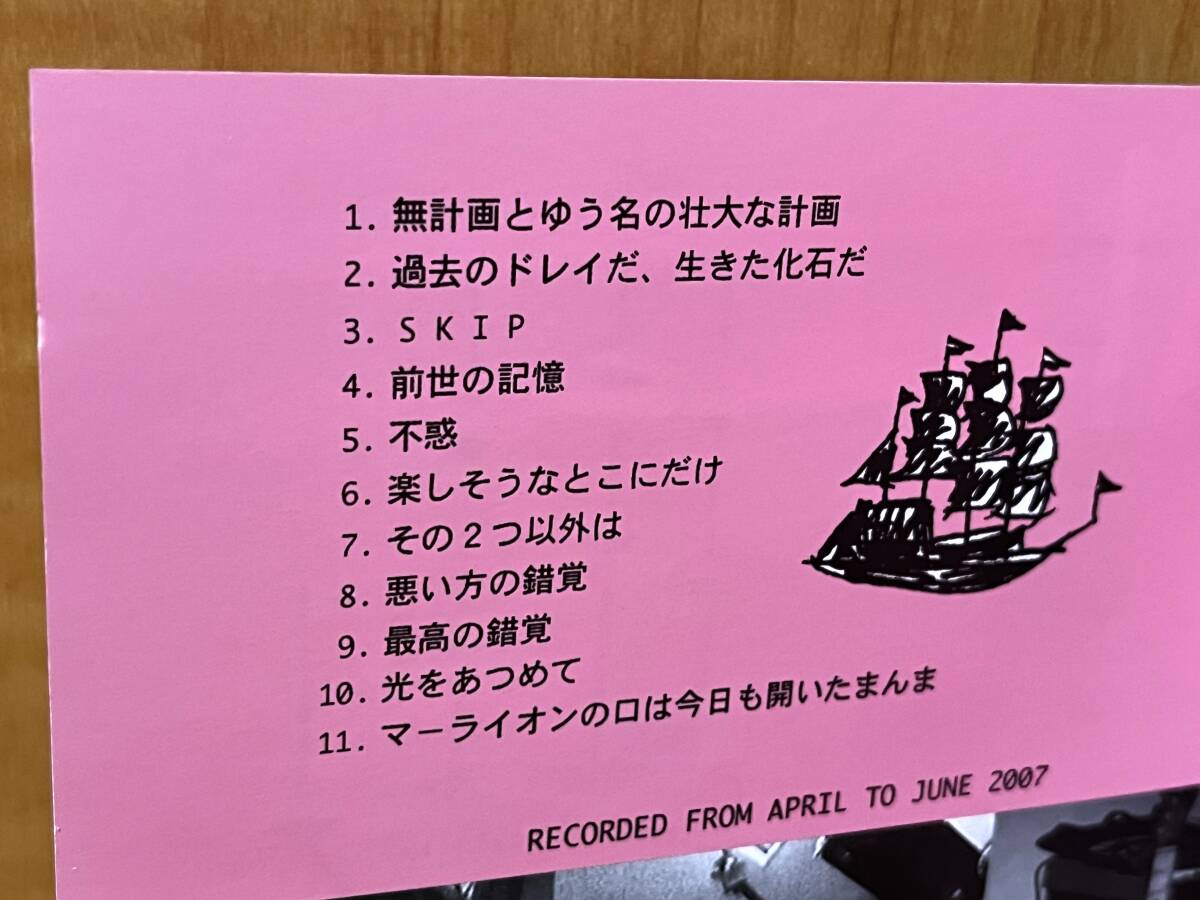 1. 無計画とゆう名の壮大な計画
2. 過去のドレイだ、生きた化石だ
3. S K I P
4. 前世の記憶
5. 不惑
6. 楽しそうなとこにだけ
7. その２つ以外は
8. 悪い方の錯覚
9. 最高の錯覚
10. 光をあつめて
11. マーライオンの口は今日も開いたまんま
RECORDED FROM APRIL TO JUNE 2007